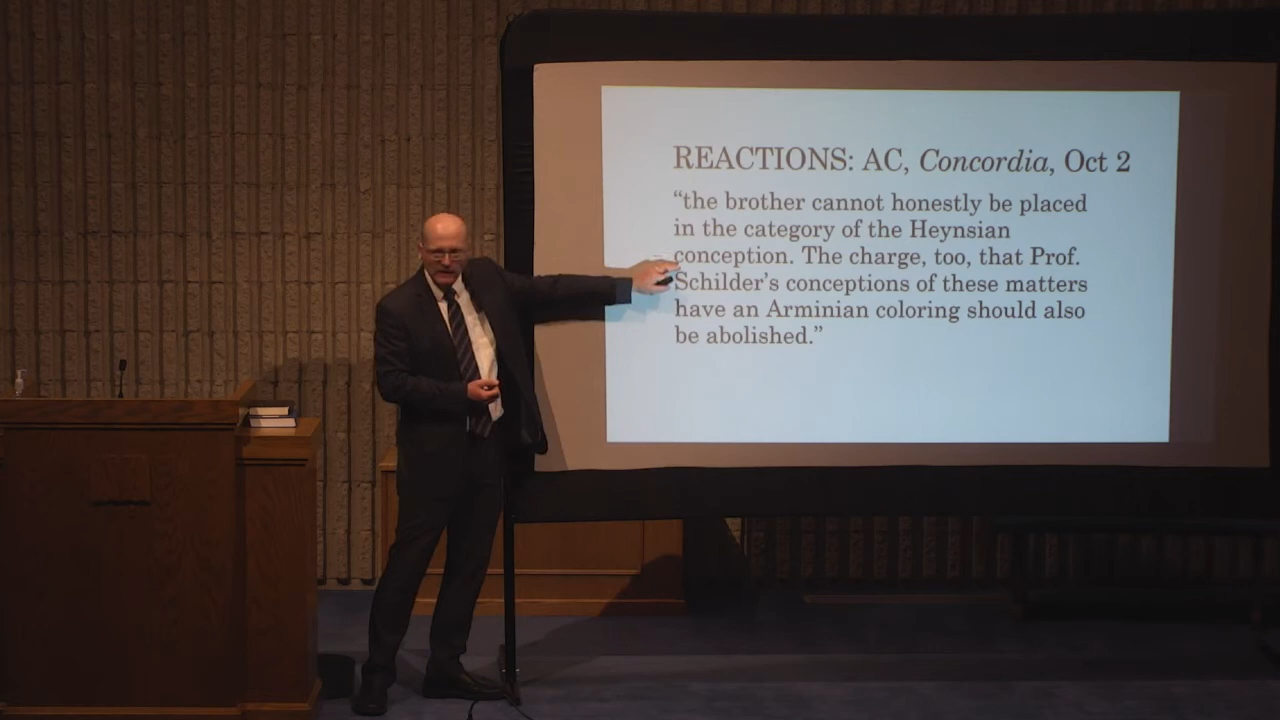 REACTIONS: AC, Concordia, Oct 2
“the brother cannot honestly be placed
in the category of the Heynsian
conception. The charge, too, that Prof.
Schilder’s conceptions of these matters
have an Arminian coloring should also
be abolished.”